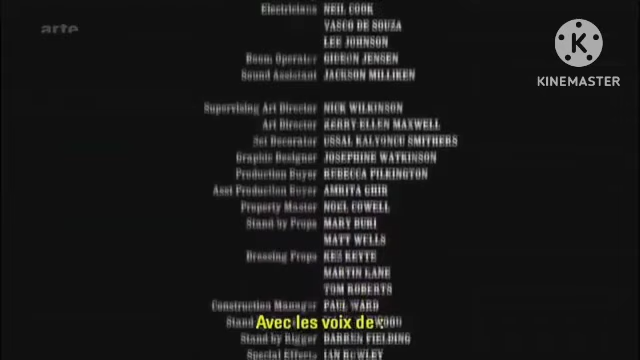 arte
KINEMASTER
Electricians NEIL COOK
VASCO DE SOUZA
LEE JOHNSON
Boom Operator GIDEON JENSEN
Sound Assistant JACKSON MILLIKEN
Supervising Art Director NICK WILKINSON
Art Director KERRY ELLEN MAXWELL
Set Decorator USSAL KALYONCU SMITHERS
Graphic Designer JOSEPHINE WATKINSON
Production Buyer REBECCA PILKINGTON
Asst Production Buyer AMRITA GHIR
Property Master NOEL COWELL
Stand by Props MARY BURI
MATT WELLS
Dressing Props
MARTIN LANE
TOM ROBERTS
Construction Manager PAUL WARD
Stand
Avec les voix de :
Stand by Rigger DARREN FIELDING
Special Effects IAN ROWLEY